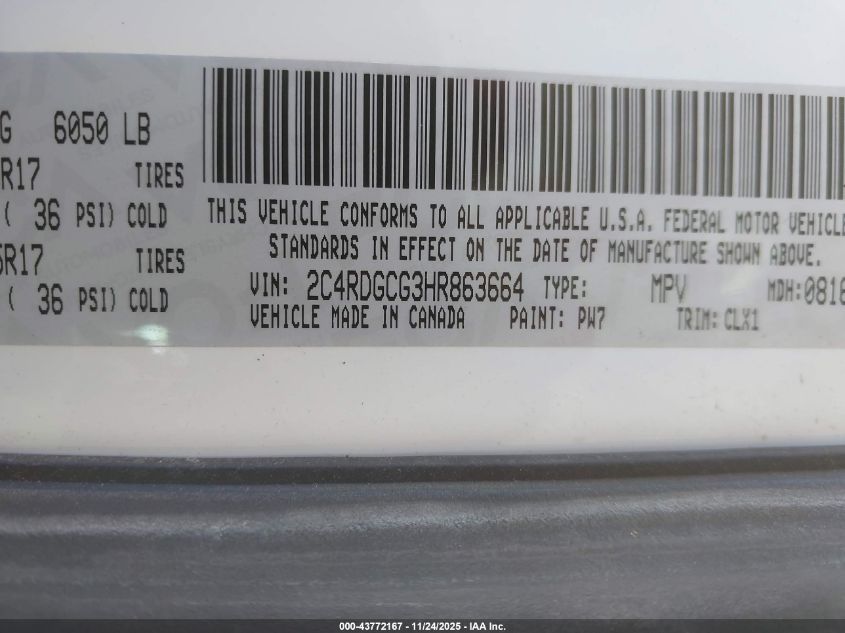 G 6050 LB
R17 TIRES
( 36 PSI) COLD
5R17 TIRES
( 36 PSI) COLD
THIS VEHICLE CONFORMS TO ALL APPLICABLE U.S.A. FEDERAL MOTOR VEHICLE
STANDARDS IN EFFECT ON THE DATE OF MANUFACTURE SHOWN ABOVE.
VIN: 2C4RDGCG3HR863664 TYPE: MPV MDH:0816
VEHICLE MADE IN CANADA PAINT: PW7 TRIM: CLX1
000-43772167 - 11/24/2025 - IAA Inc.